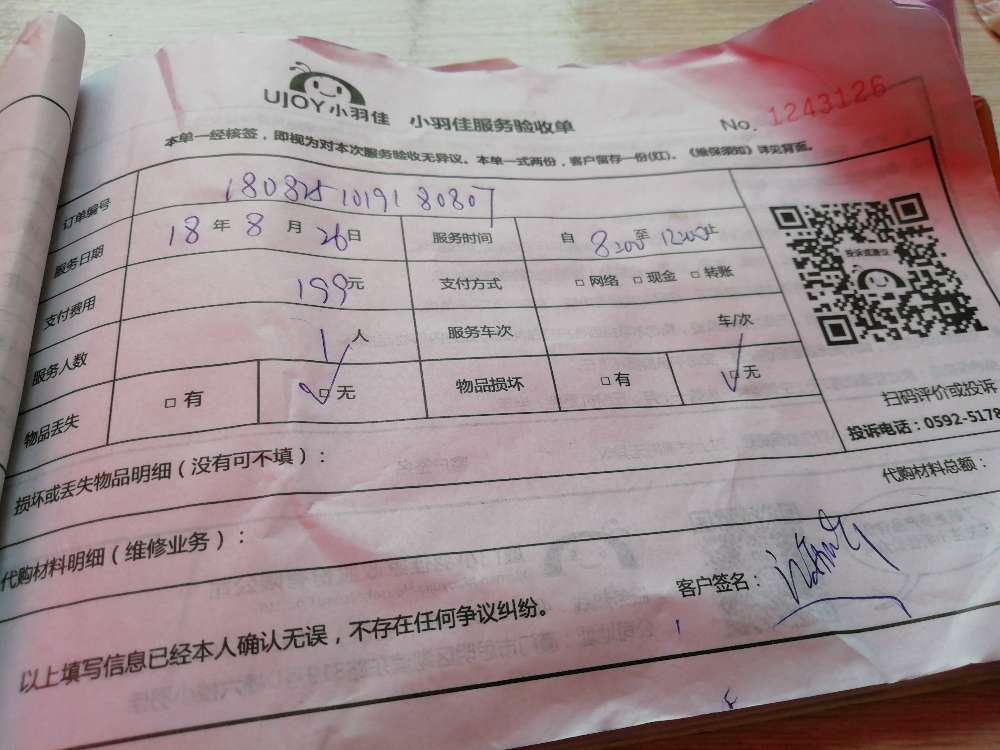 UJOY小羽佳 小羽佳服务验收单 No. 1243126
本单一经核签，即视为对本次服务验收无异议。本单一式两份，客户留存一份(红)。《维保须知》详见背面。
订单编号 1808251019180807
服务日期 18 年 8 月 26 日 服务时间 自 8:00 至 12:00 止
支付费用 199元 支付方式 □ 网络 □ 现金 □ 转账
服务人数 1 人 服务车次 车/次
物品丢失 □ 有 ✓□ 无 物品损坏 □ 有 ✓□ 无
投诉或建议
扫码评价或投诉
投诉电话：0592-5178
损坏或丢失物品明细（没有可不填）：
代购材料总额：
代购材料明细（维修业务）：
客户签名：
以上填写信息已经本人确认无误，不存在任何争议纠纷。